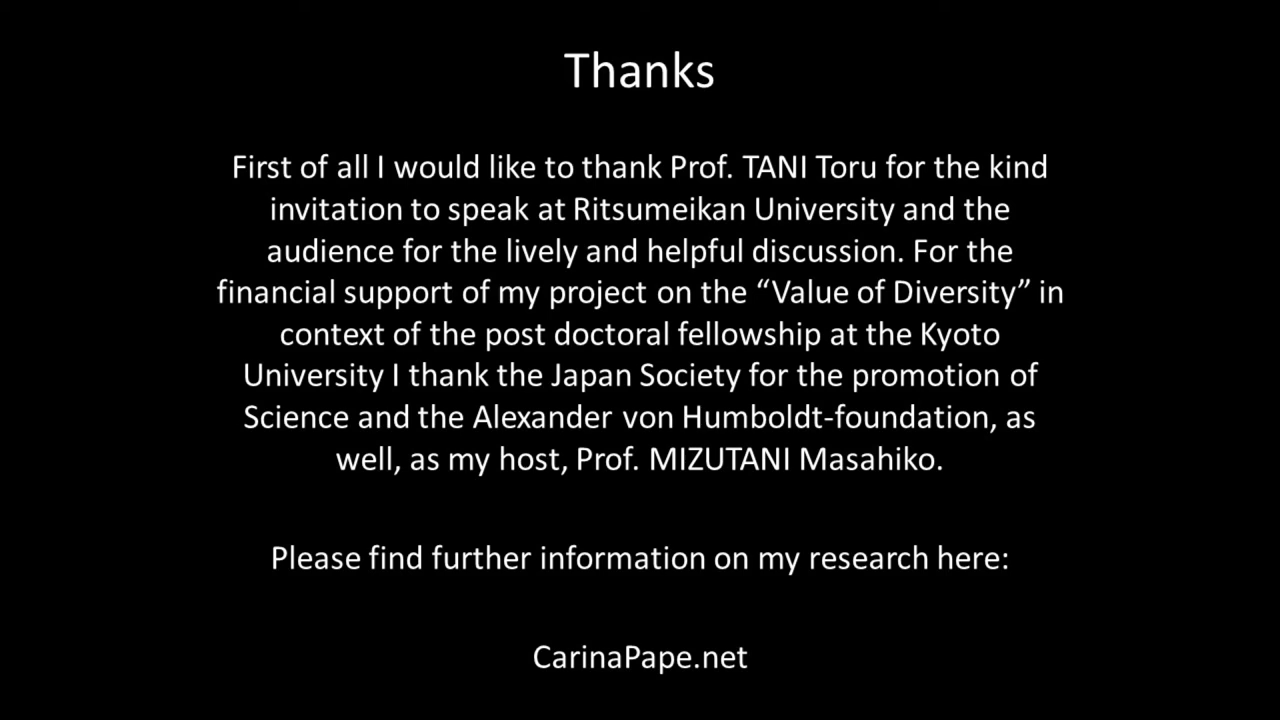 Thanks
First of all I would like to thank Prof. TANI Toru for the kind
invitation to speak at Ritsumeikan University and the
audience for the lively and helpful discussion. For the
financial support of my project on the “Value of Diversity” in
context of the post doctoral fellowship at the Kyoto
University I thank the Japan Society for the promotion of
Science and the Alexander von Humboldt-foundation, as
well, as my host, Prof. MIZUTANI Masahiko.
Please find further information on my research here:
CarinaPape.net